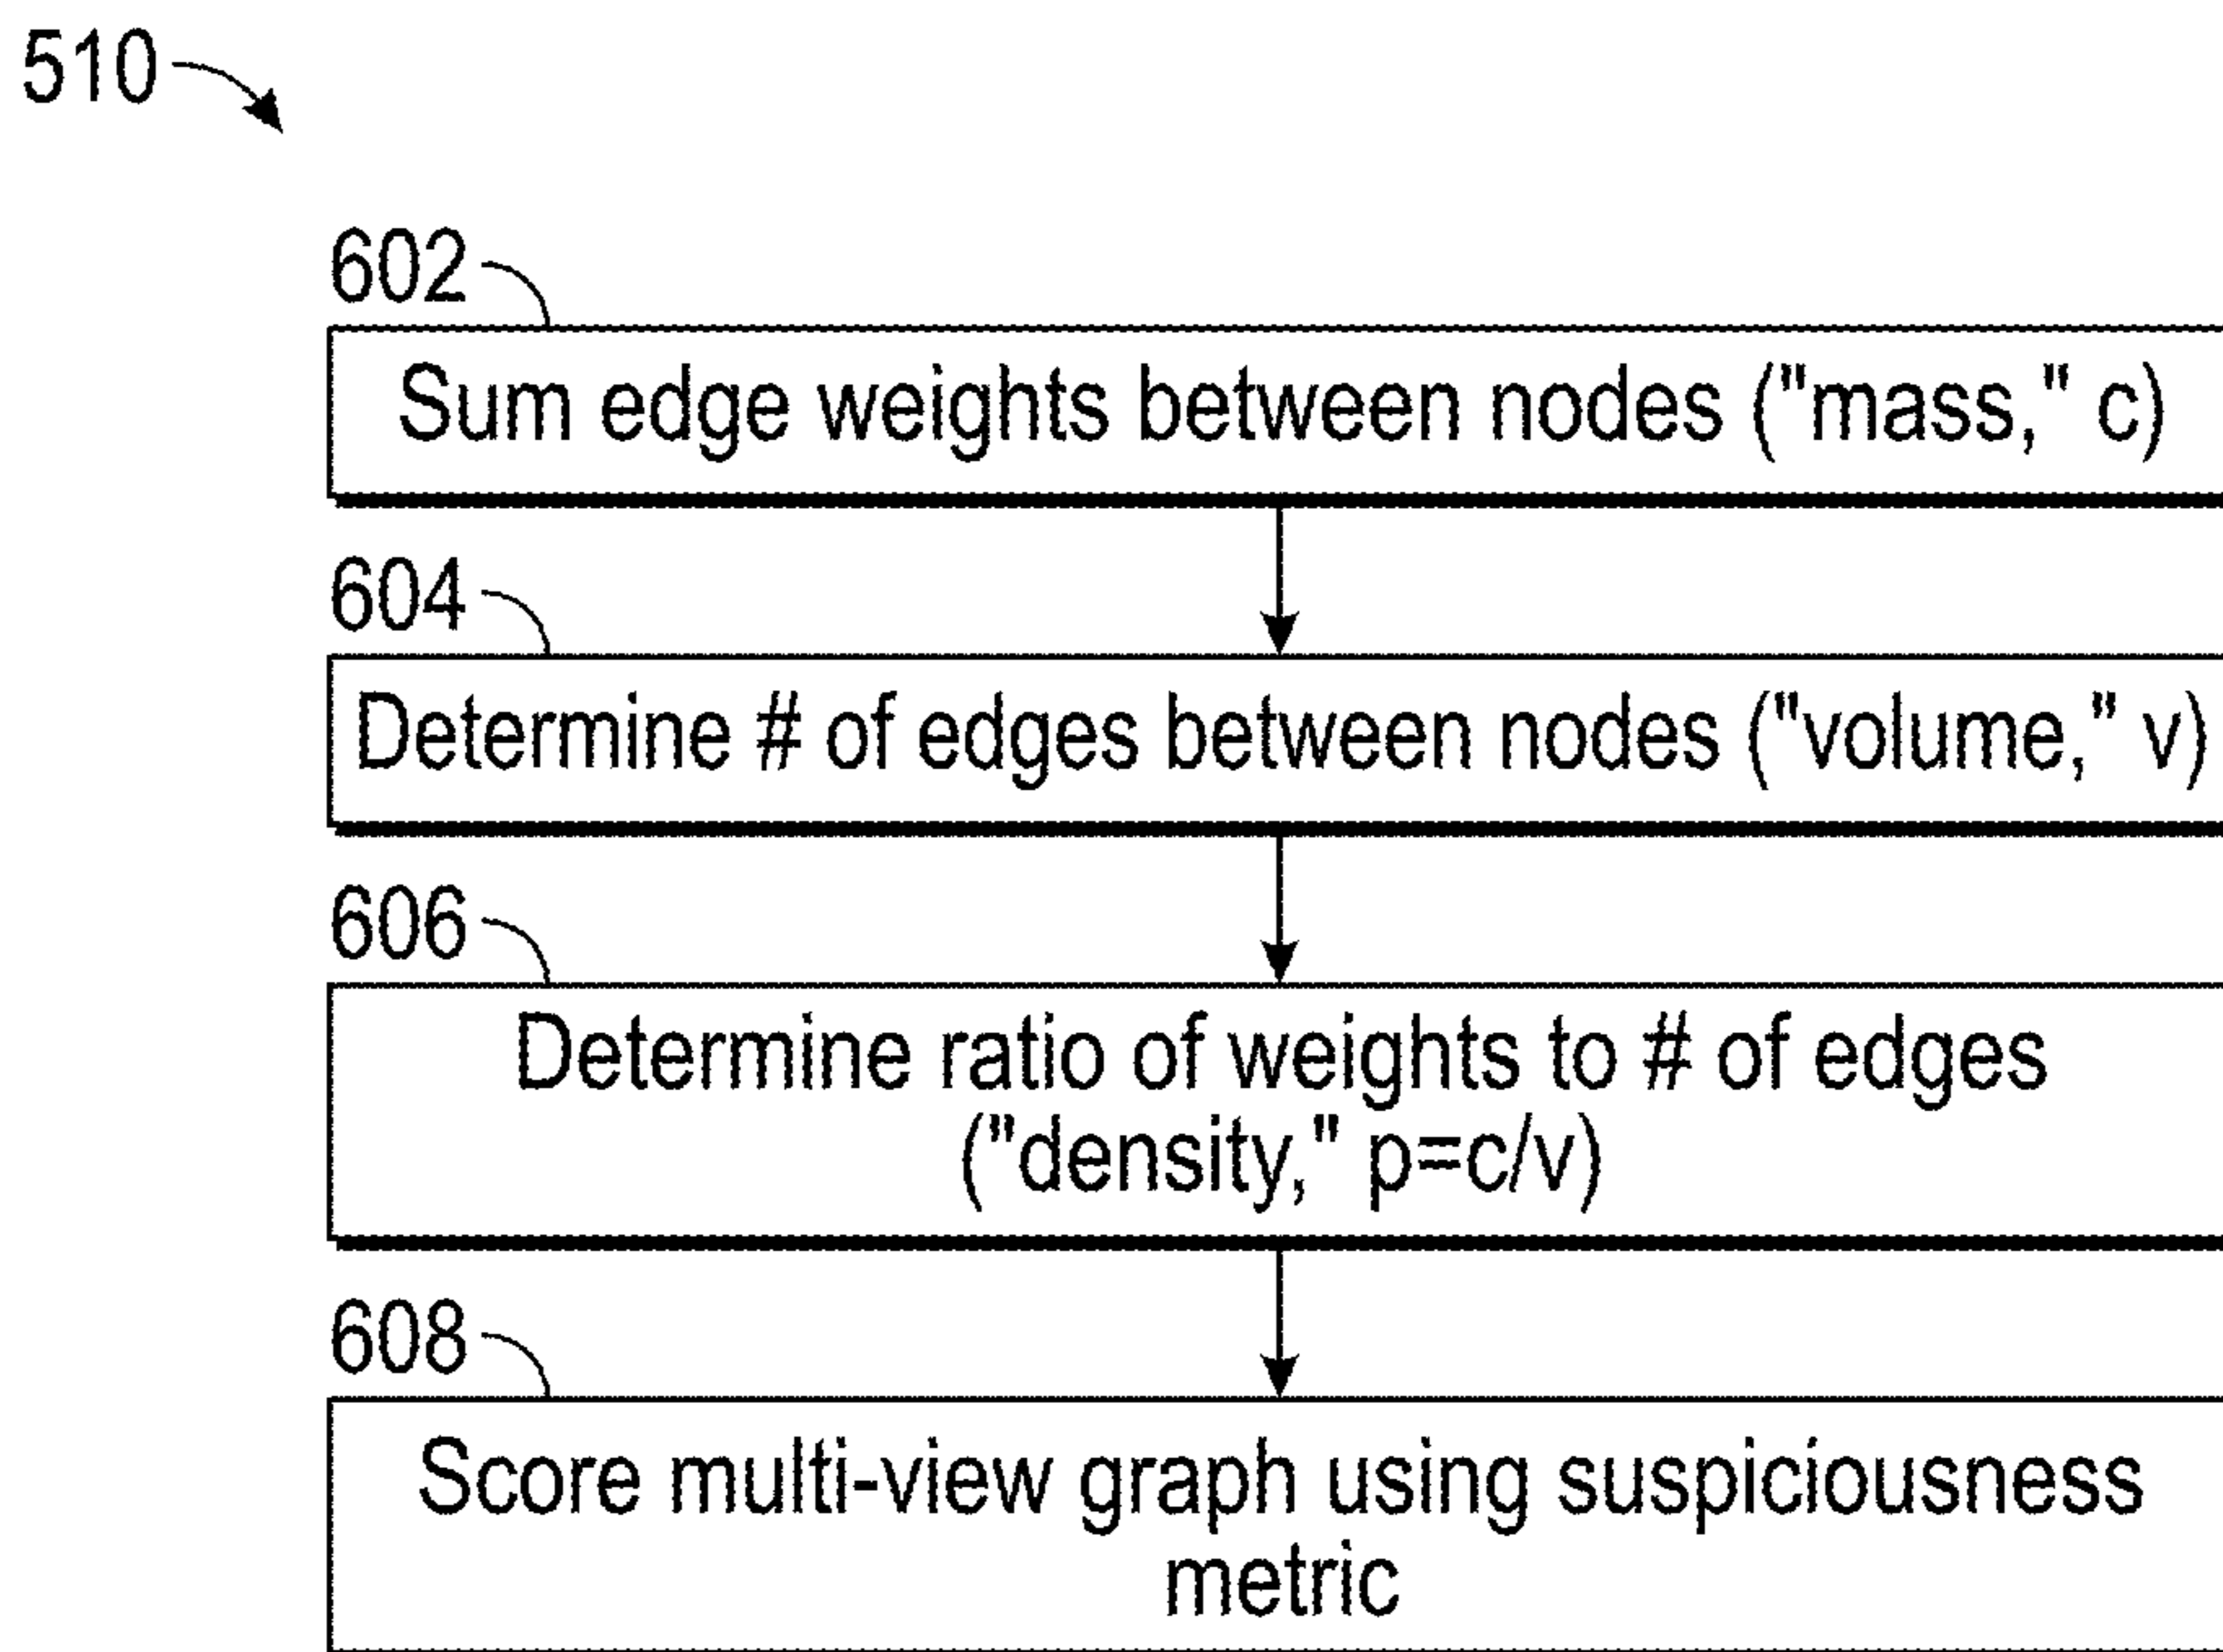 510
602
Sum edge weights between nodes ("mass," c)
604
Determine # of edges between nodes ("volume," v)
606
Determine ratio of weights to # of edges
("density," p=c/v)
608
Score multi-view graph using suspiciousness
metric